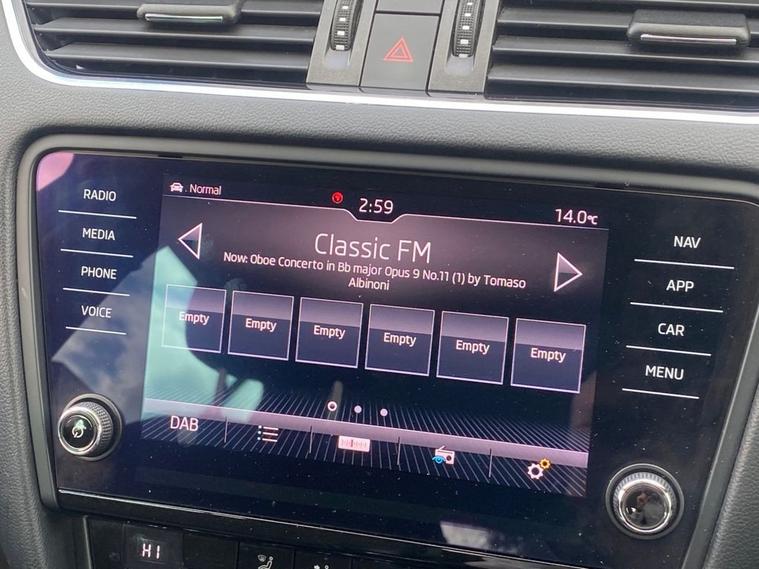 RADIO
MEDIA
PHONE
VOICE
Normal
2:59
14.0°C
Classic FM
Now: Oboe Concerto in Bb major Opus 9 No.11 (1) by Tomaso
Albinoni
Empty Empty Empty Empty Empty Empty
DAB
NAV
APP
CAR
MENU
HI